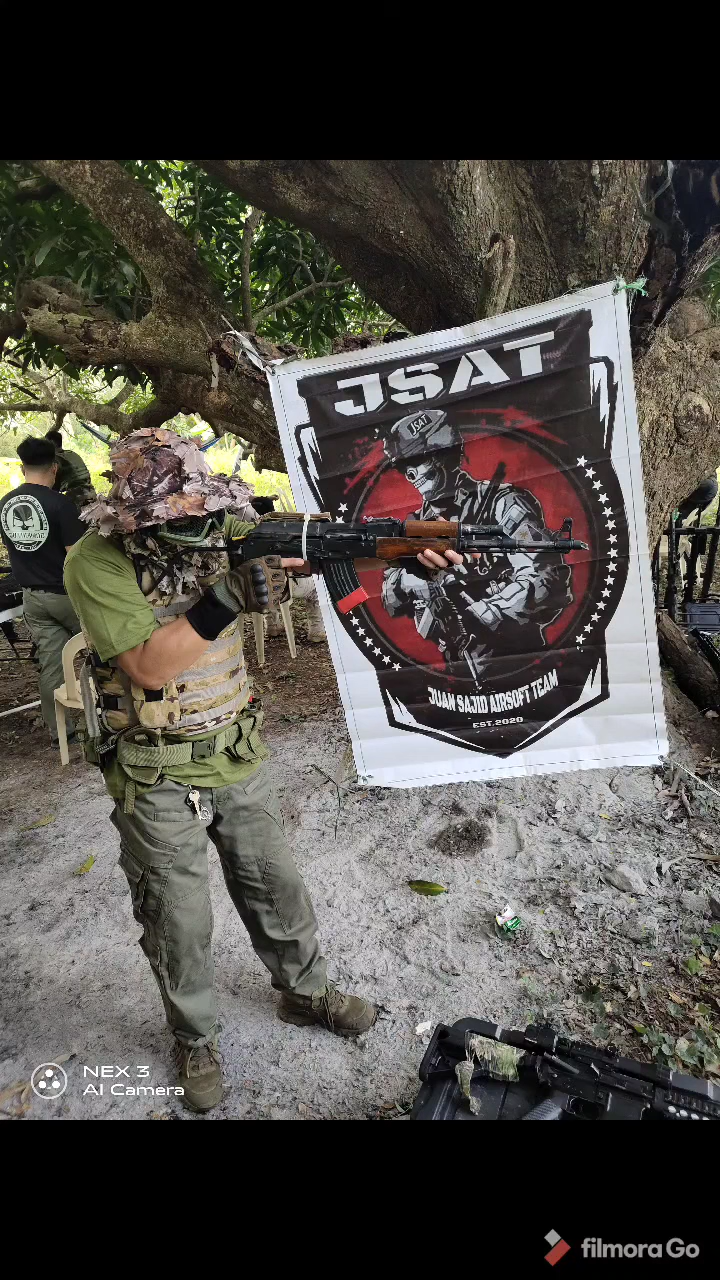 JSAT
JSAT
JUAN SAJID AIRSOFT TEAM
EST.2020
NEX 3
AI Camera
filmoraGo